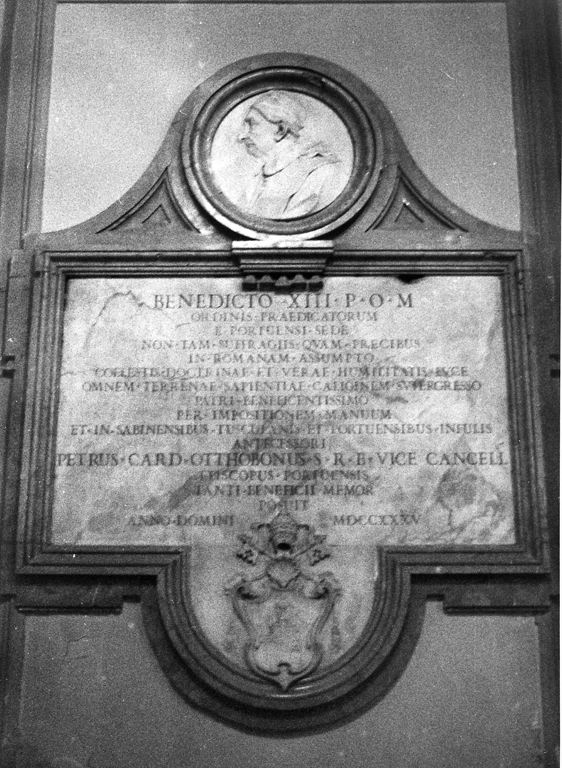 BENEDICTO · XIII · P · O · M
ORDINIS · PRAEDICATORUM
E · PORTUENSI · SEDE
NON · TAM · SUFFRAGIIS · QVAM · PRECIBUS
IN · ROMANAM · ASSUMPTO
COELESTIS · DOCTRINAE · ET · VERAE · HUMILITATIS · LUCE
OMNEM · TERRENAE · SAPIENTIAE · CALIGINEM · SVPERGRESSO
PATRI · BENEFICENTISSIMO
PER · IMPOSITIONEM · MANUUM
ET · IN · SABINENSIBUS · TUSCULANIS · ET · PORTUENSIBUS · INFULIS
ANTECESSORI
PETRUS · CARD · OTTHOBONUS · S · R · E · VICE CANCELL
EPISCOPUS · PORTUENSIS
TANTI · BENEFICII MEMOR
POSUIT
ANNO · DOMINI MDCCXXXV